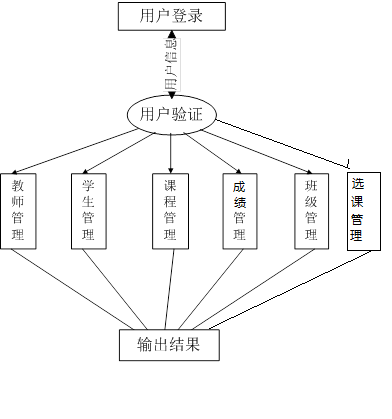 用户登录
用户信息
用户验证
教师管理
学生管理
课程管理
成绩管理
班级管理
选课管理
输出结果